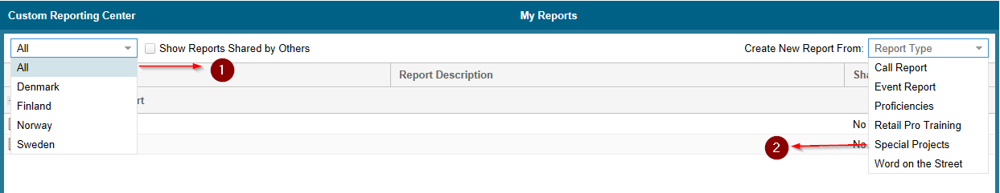 Custom Reporting Center My Reports
All Show Reports Shared by Others Create New Report From: Report Type
All 1 Call Report
Report Description
Denmark Event Report
Finland Proficiencies
Norway No Retail Pro Training
Sweden 2 No Special Projects
Word on the Street